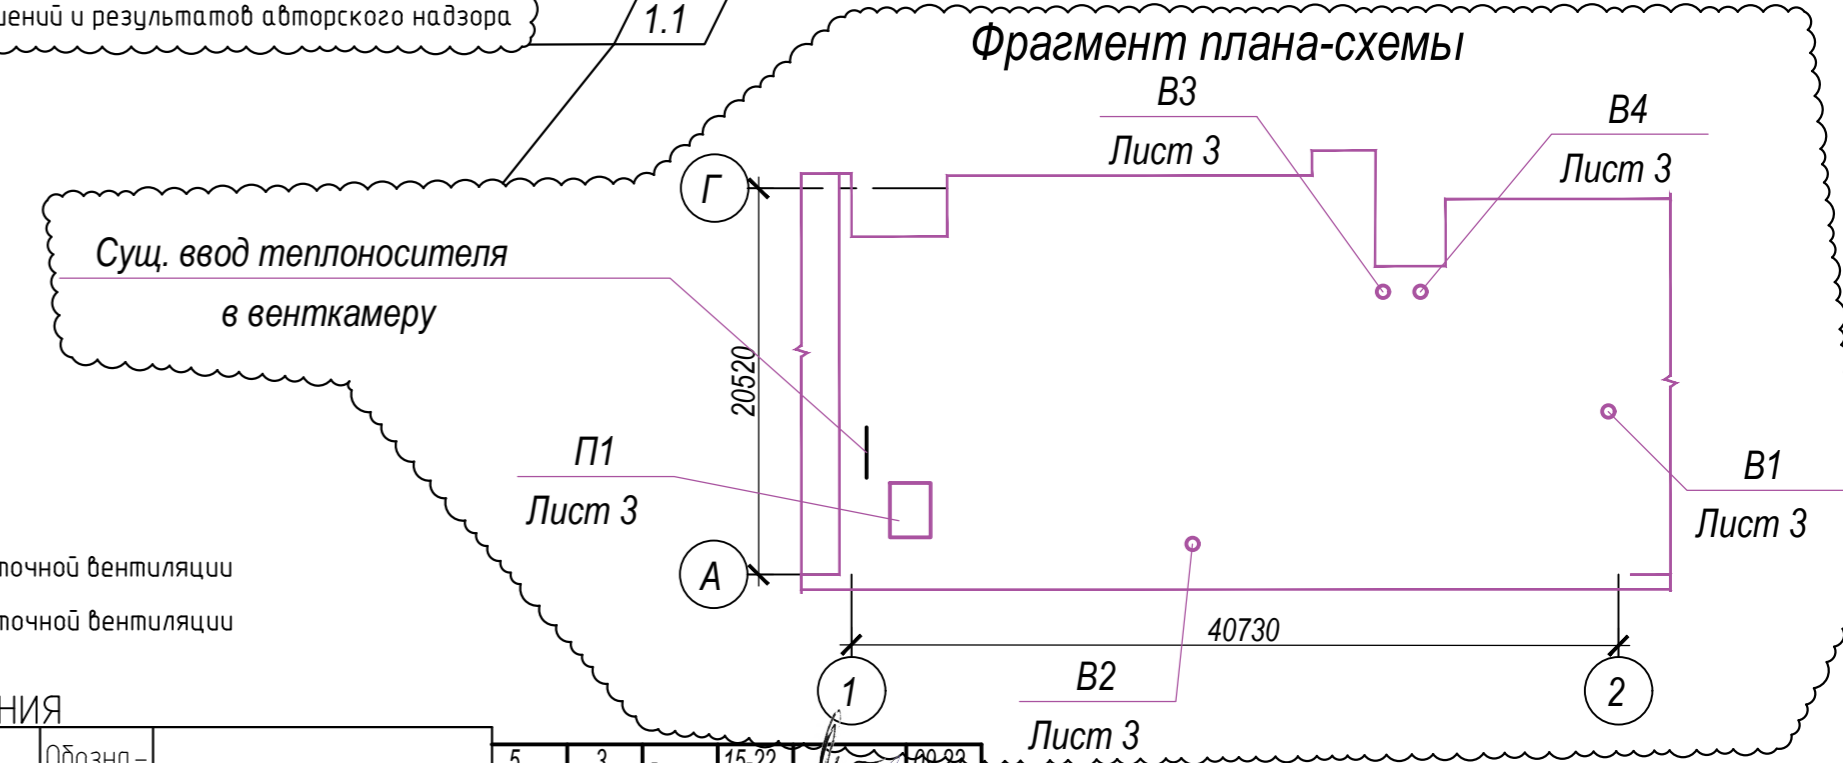 шений и результатов авторского надзора
1.1
Фрагмент плана-схемы
В3
Лист 3
В4
Лист 3
Г
Сущ. ввод теплоносителя
в венткамеру
20520
П1
Лист 3
В1
Лист 3
А
точной вентиляции
точной вентиляции
40730
1
2
В2
Лист 3
НИЯ
Обозна-
5 3 15-22 09.22